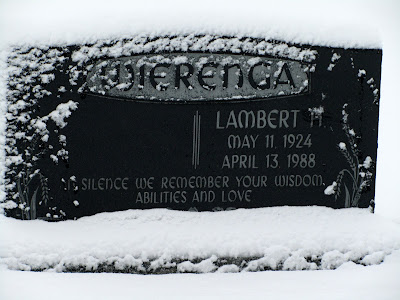 WIERENGA
LAMBERT H
MAY 11, 1924
APRIL 13, 1988
IN SILENCE WE REMEMBER YOUR WISDOM,
ABILITIES AND LOVE